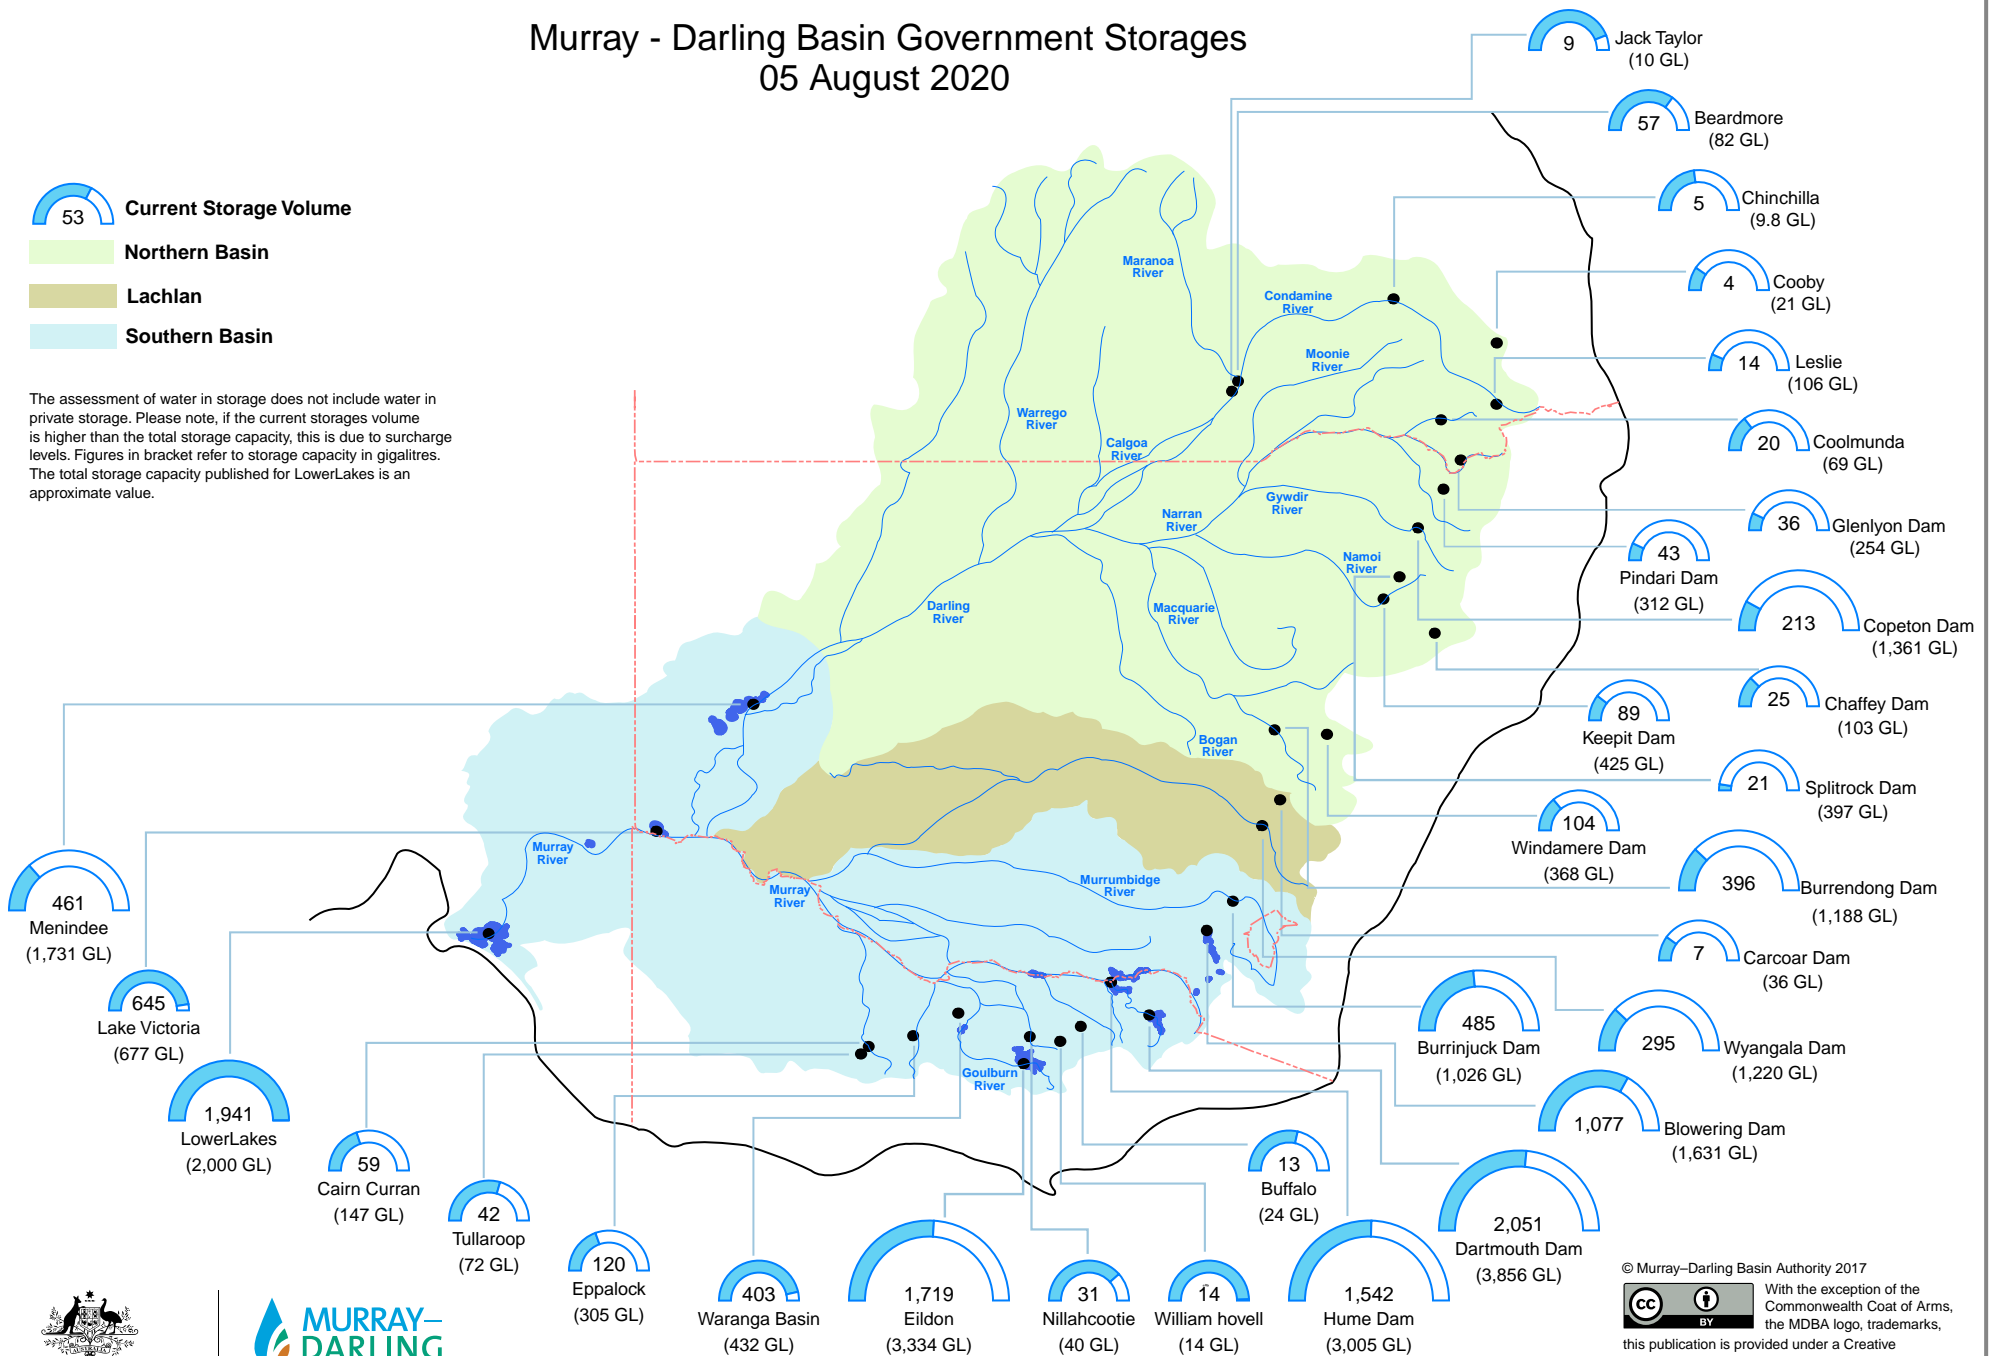 Murray - Darling Basin Government Storages
05 August 2020
53
Current Storage Volume
Northern Basin
Lachlan
Southern Basin
The assessment of water in storage does not include water in
private storage. Please note, if the current storages volume
is higher than the total storage capacity, this is due to surcharge
levels. Figures in bracket refer to storage capacity in gigalitres.
The total storage capacity published for LowerLakes is an
approximate value.
9
Jack Taylor
(10 GL)
57
Beardmore
(82 GL)
5
Chinchilla
(9.8 GL)
4
Cooby
(21 GL)
14
Leslie
(106 GL)
20
Coolmunda
(69 GL)
36
Glenlyon Dam
(254 GL)
43
Pindari Dam
(312 GL)
213
Copeton Dam
(1,361 GL)
25
Chaffey Dam
(103 GL)
89
Keepit Dam
(425 GL)
21
Splitrock Dam
(397 GL)
104
Windamere Dam
(368 GL)
396
Burrendong Dam
(1,188 GL)
7
Carcoar Dam
(36 GL)
485
Burrinjuck Dam
(1,026 GL)
295
Wyangala Dam
(1,220 GL)
1,077
Blowering Dam
(1,631 GL)
2,051
Dartmouth Dam
(3,856 GL)
13
Buffalo
(24 GL)
1,542
Hume Dam
(3,005 GL)
14
William hovell
(14 GL)
31
Nillahcootie
(40 GL)
1,719
Eildon
(3,334 GL)
403
Waranga Basin
(432 GL)
120
Eppalock
(305 GL)
42
Tullaroop
(72 GL)
59
Cairn Curran
(147 GL)
1,941
LowerLakes
(2,000 GL)
645
Lake Victoria
(677 GL)
461
Menindee
(1,731 GL)
Maranoa
River
Condamine
River
Moonie
River
Warrego
River
Calgoa
River
Gywdir
River
Narran
River
Namoi
River
Darling
River
Macquarie
River
Bogan
River
Murray
River
Murray
River
Murrumbidge
River
Goulburn
River
AUSTRALIA
MURRAY–
DARLING
© Murray–Darling Basin Authority 2017
cc
BY
With the exception of the
Commonwealth Coat of Arms,
the MDBA logo, trademarks,
this publication is provided under a Creative